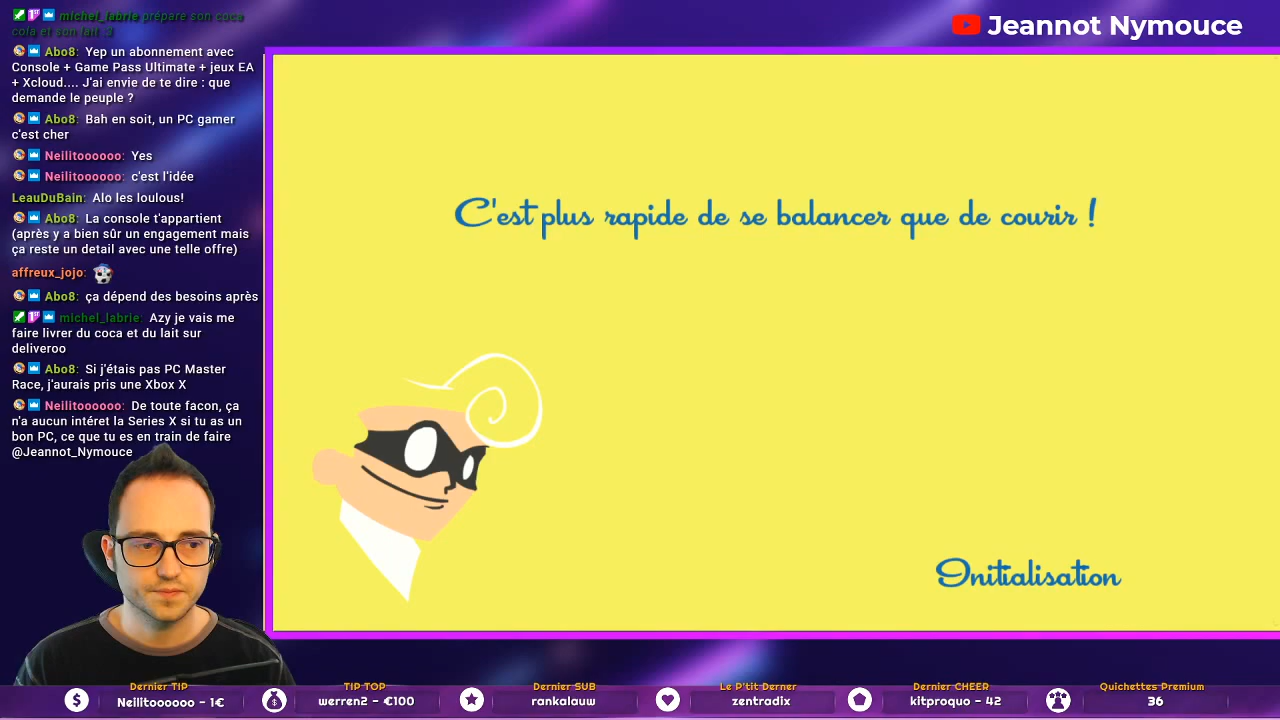 michel_labrie prépare son coca
cola et son lait :3
Abo8: Yep un abonnement avec
Console + Game Pass Ultimate + jeux EA
+ Xcloud.... J'ai envie de te dire : que
demande le peuple ?
Abo8: Bah en soit, un PC gamer
c'est cher
Neilitoooooo: Yes
Neilitoooooo: c'est l'idée
LeauDuBain: Alo les loulous!
Abo8: La console t'appartient
(après y a bien sûr un engagement mais
ça reste un detail avec une telle offre)
affreux_jojo:
Abo8: ça dépend des besoins après
michel_labrie: Azy je vais me
faire livrer du coca et du lait sur
deliveroo
Abo8: Si j'étais pas PC Master
Race, j'aurais pris une Xbox X
Neilitoooooo: De toute facon, ça
n'a aucun intéret la Series X si tu as un
bon PC, ce que tu es en train de faire
@Jeannot_Nymouce
Jeannot Nymouce
C'est plus rapide de se balancer que de courir !
Initialisation
Dernier TIP
Neilitoooooo - 1€
TIP TOP
werren2 - €100
Dernier SUB
rankalauw
Le P'tit Derner
zentradix
Dernier CHEER
kitproquo - 42
Quichettes Premium
36